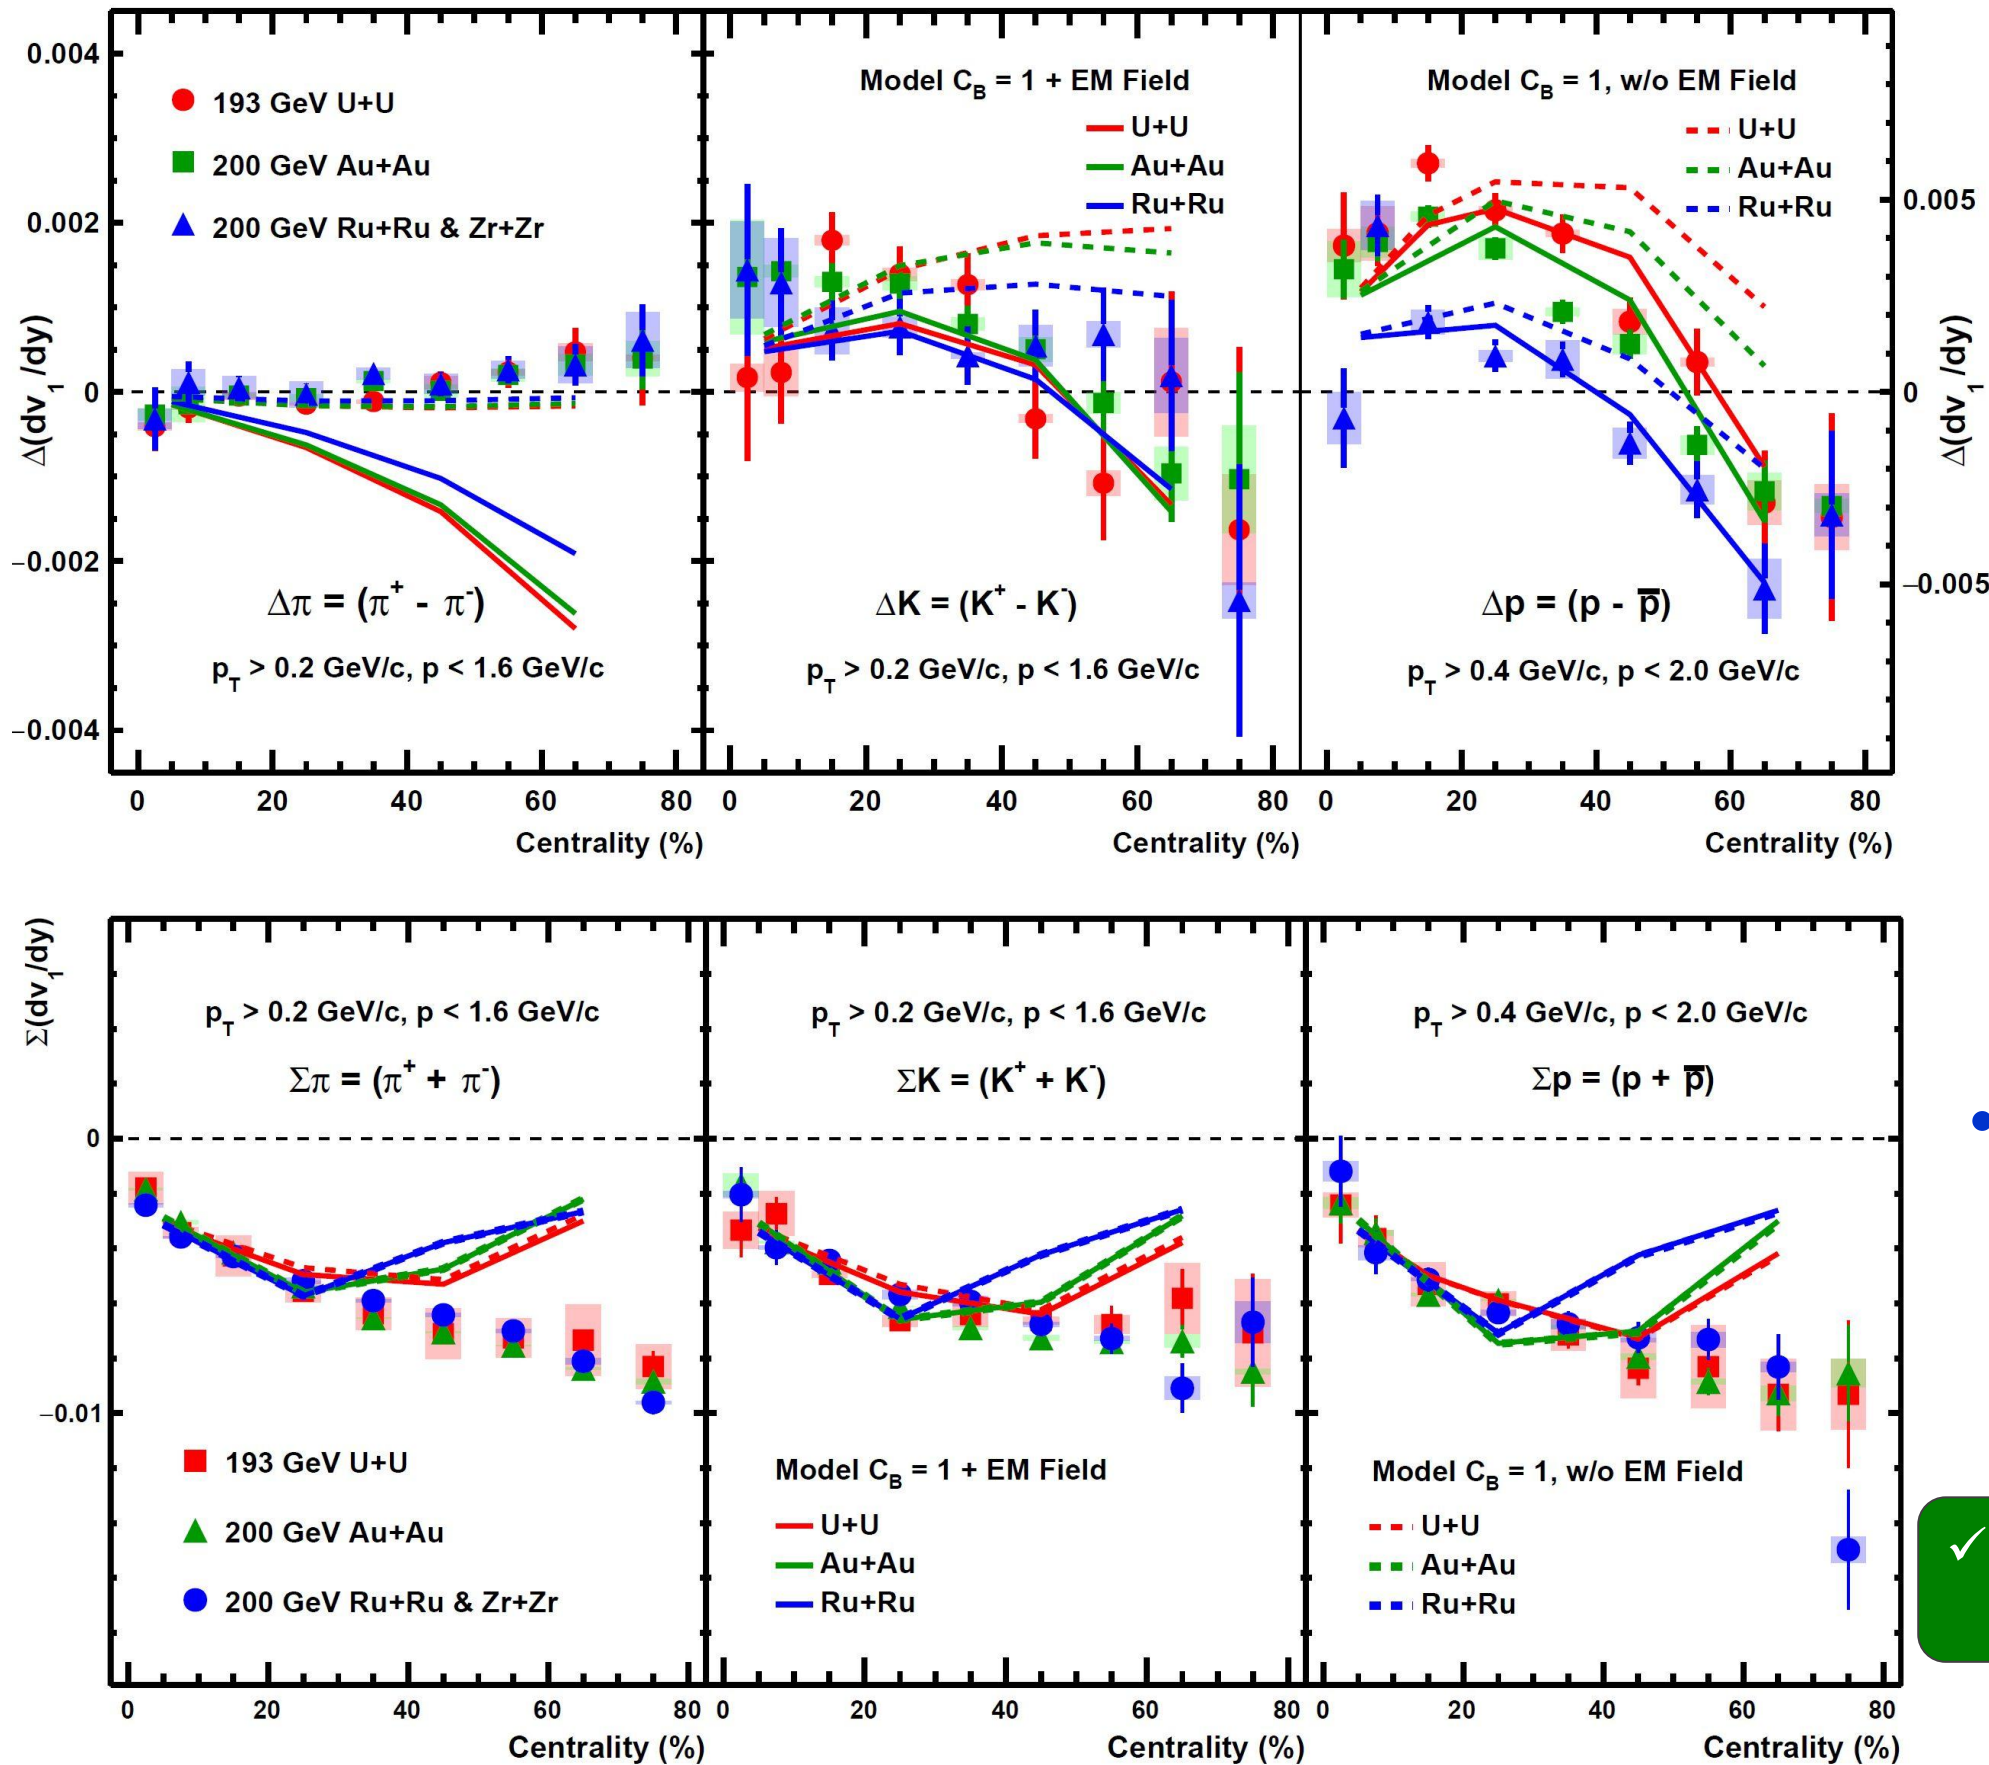 0.004
0.002
0
−0.002
−0.004
Δ(dv1/dy)
193 GeV U+U
200 GeV Au+Au
200 GeV Ru+Ru & Zr+Zr
Δπ = (π+ - π-)
pT > 0.2 GeV/c, p < 1.6 GeV/c
0 20 40 60 80
Centrality (%)
Model CB = 1 + EM Field
U+U
Au+Au
Ru+Ru
ΔK = (K+ - K-)
pT > 0.2 GeV/c, p < 1.6 GeV/c
0 20 40 60 80
Centrality (%)
Model CB = 1, w/o EM Field
U+U
Au+Au
Ru+Ru
Δp = (p - p̅)
pT > 0.4 GeV/c, p < 2.0 GeV/c
0 20 40 60 80
Centrality (%)
0.005
0
−0.005
Δ(dv1/dy)
Σ(dv1/dy)
0
−0.01
pT > 0.2 GeV/c, p < 1.6 GeV/c
Σπ = (π+ + π-)
193 GeV U+U
200 GeV Au+Au
200 GeV Ru+Ru & Zr+Zr
0 20 40 60 80
Centrality (%)
pT > 0.2 GeV/c, p < 1.6 GeV/c
ΣK = (K+ + K-)
Model CB = 1 + EM Field
U+U
Au+Au
Ru+Ru
0 20 40 60 80
Centrality (%)
pT > 0.4 GeV/c, p < 2.0 GeV/c
Σp = (p + p̅)
Model CB = 1, w/o EM Field
U+U
Au+Au
Ru+Ru
0 20 40 60 80
Centrality (%)